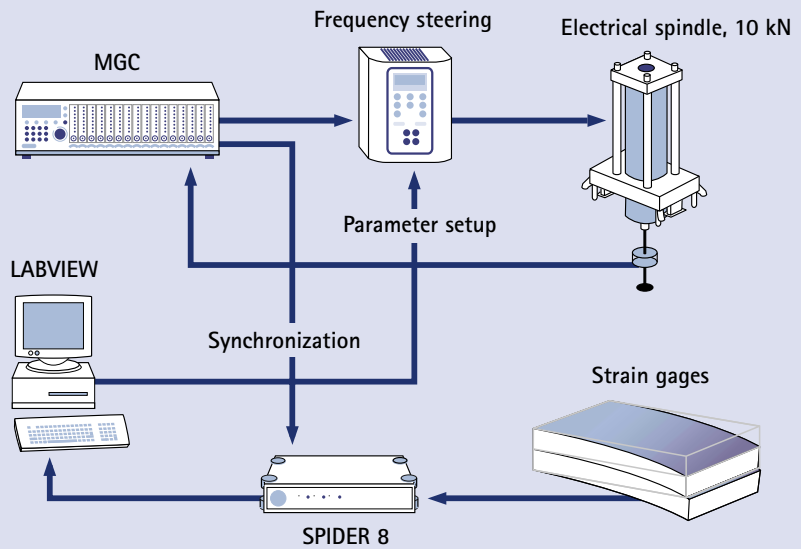 Frequency steering
Electrical spindle, 10 kN
MGC
Parameter setup
LABVIEW
Synchronization
Strain gages
SPIDER 8